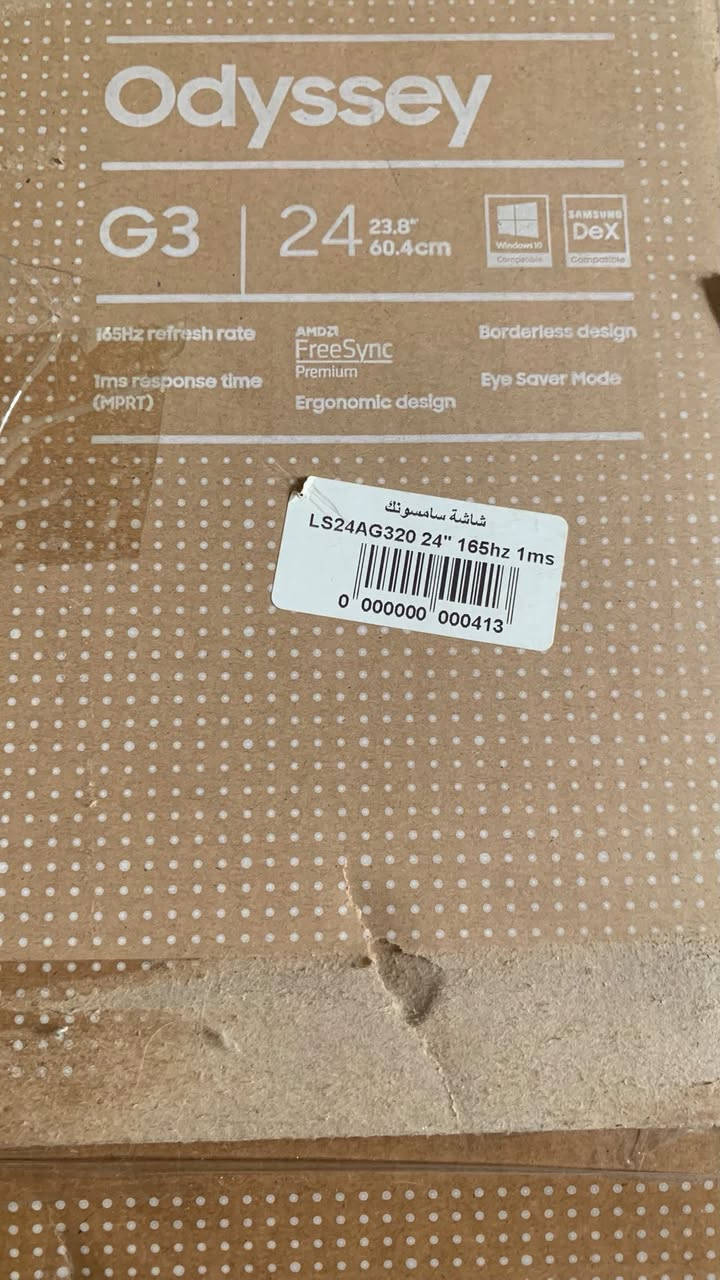 Odyssey
G3
24
23.8"
60.4cm
Windows 10
Compatible
SAMSUNG
DeX
Compatible
165Hz refresh rate
1ms response time
(MPRT)
AMD
FreeSync
Premium
Ergonomic design
Borderless design
Eye Saver Mode
شاشة سامسونك
LS24AG320 24" 165hz 1ms
0 000000 000413